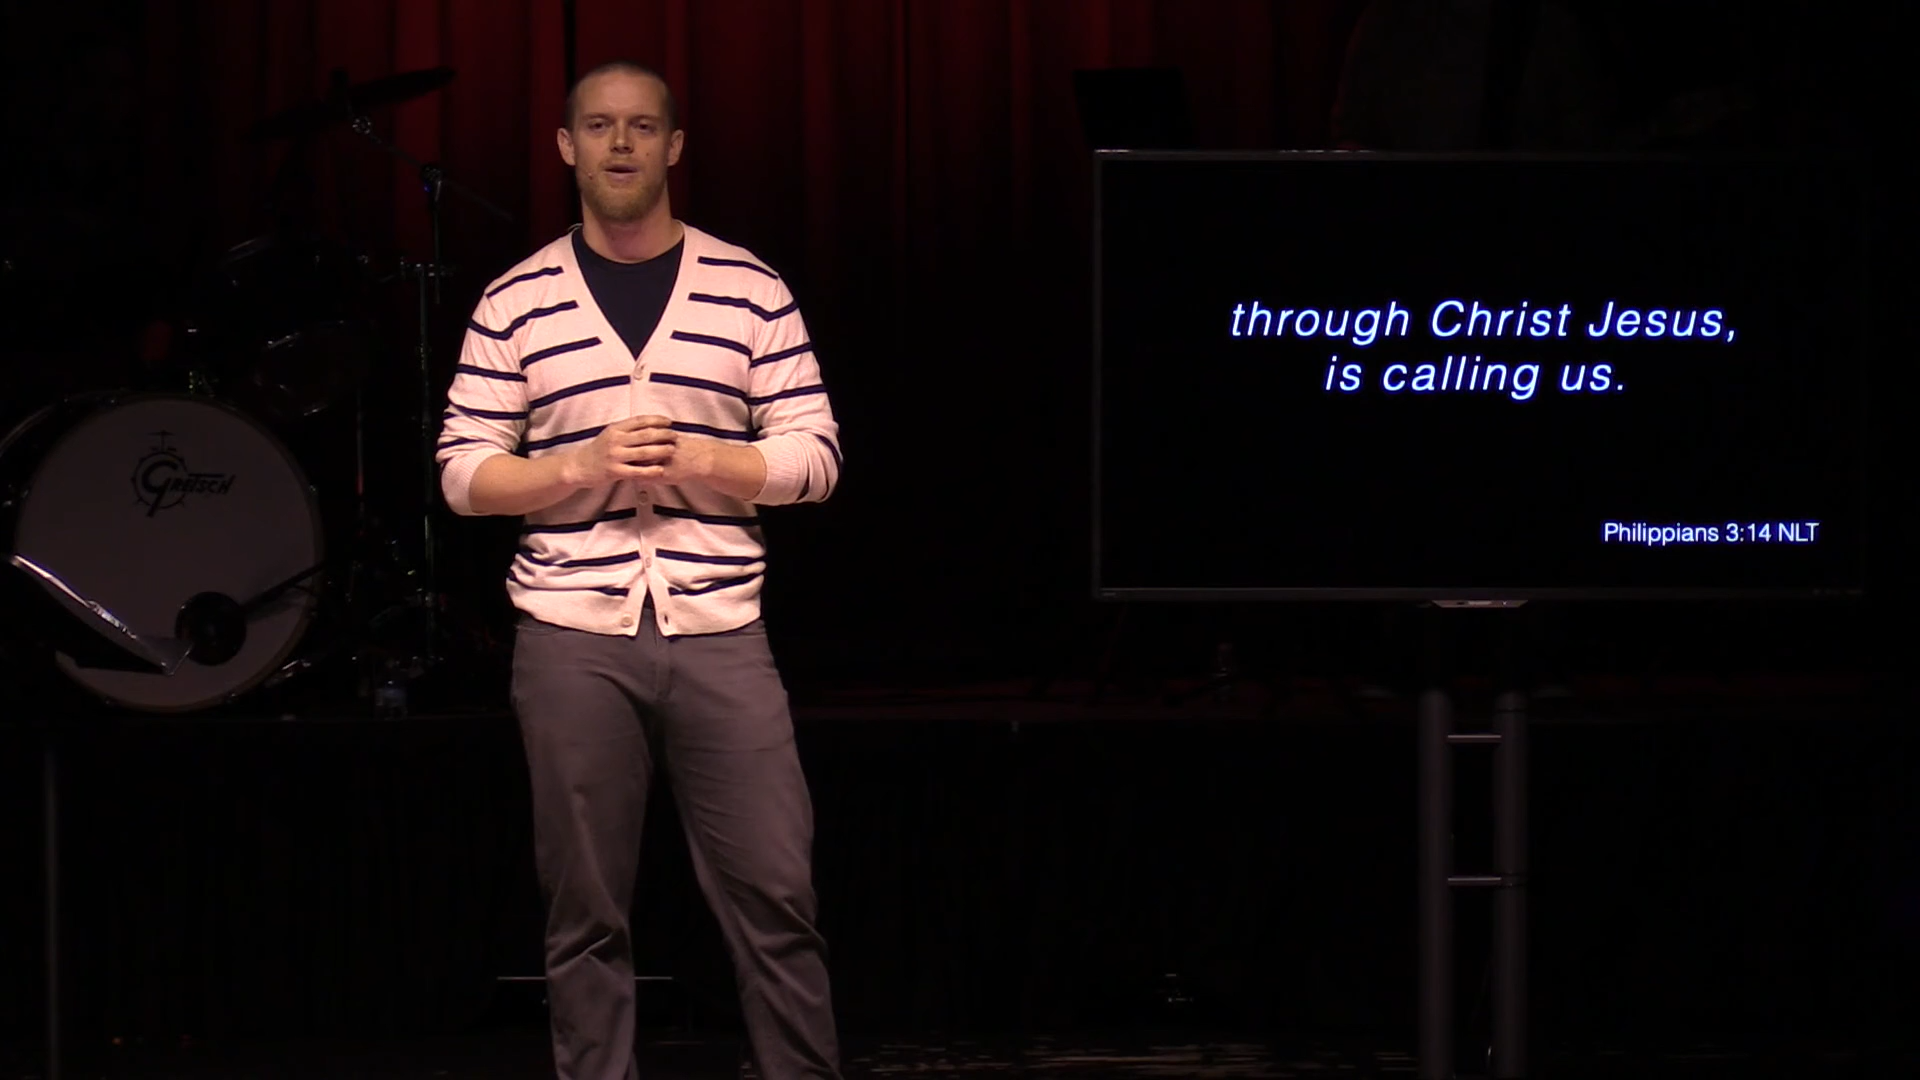 GRETSCH
through Christ Jesus,
is calling us.
Philippians 3:14 NLT